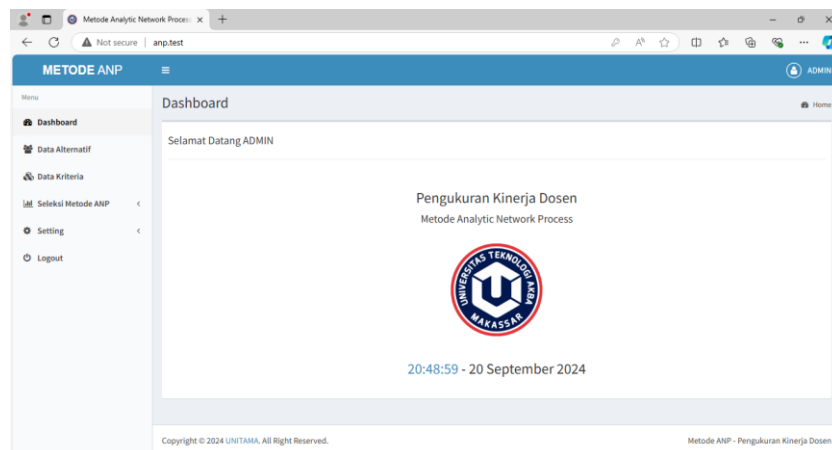 Metode Analytic Network Process
Not secure | anp.test
METODE ANP
ADMIN
Menu
Dashboard
Data Alternatif
Data Kriteria
Seleksi Metode ANP
Setting
Logout
Dashboard
Home
Selamat Datang ADMIN
Pengukuran Kinerja Dosen
Metode Analytic Network Process
UNIVERSITAS TEKNOLOGI AKBA
MAKASSAR
20:48:59 - 20 September 2024
Copyright © 2024 UNITAMA. All Right Reserved.
Metode ANP - Pengukuran Kinerja Dosen